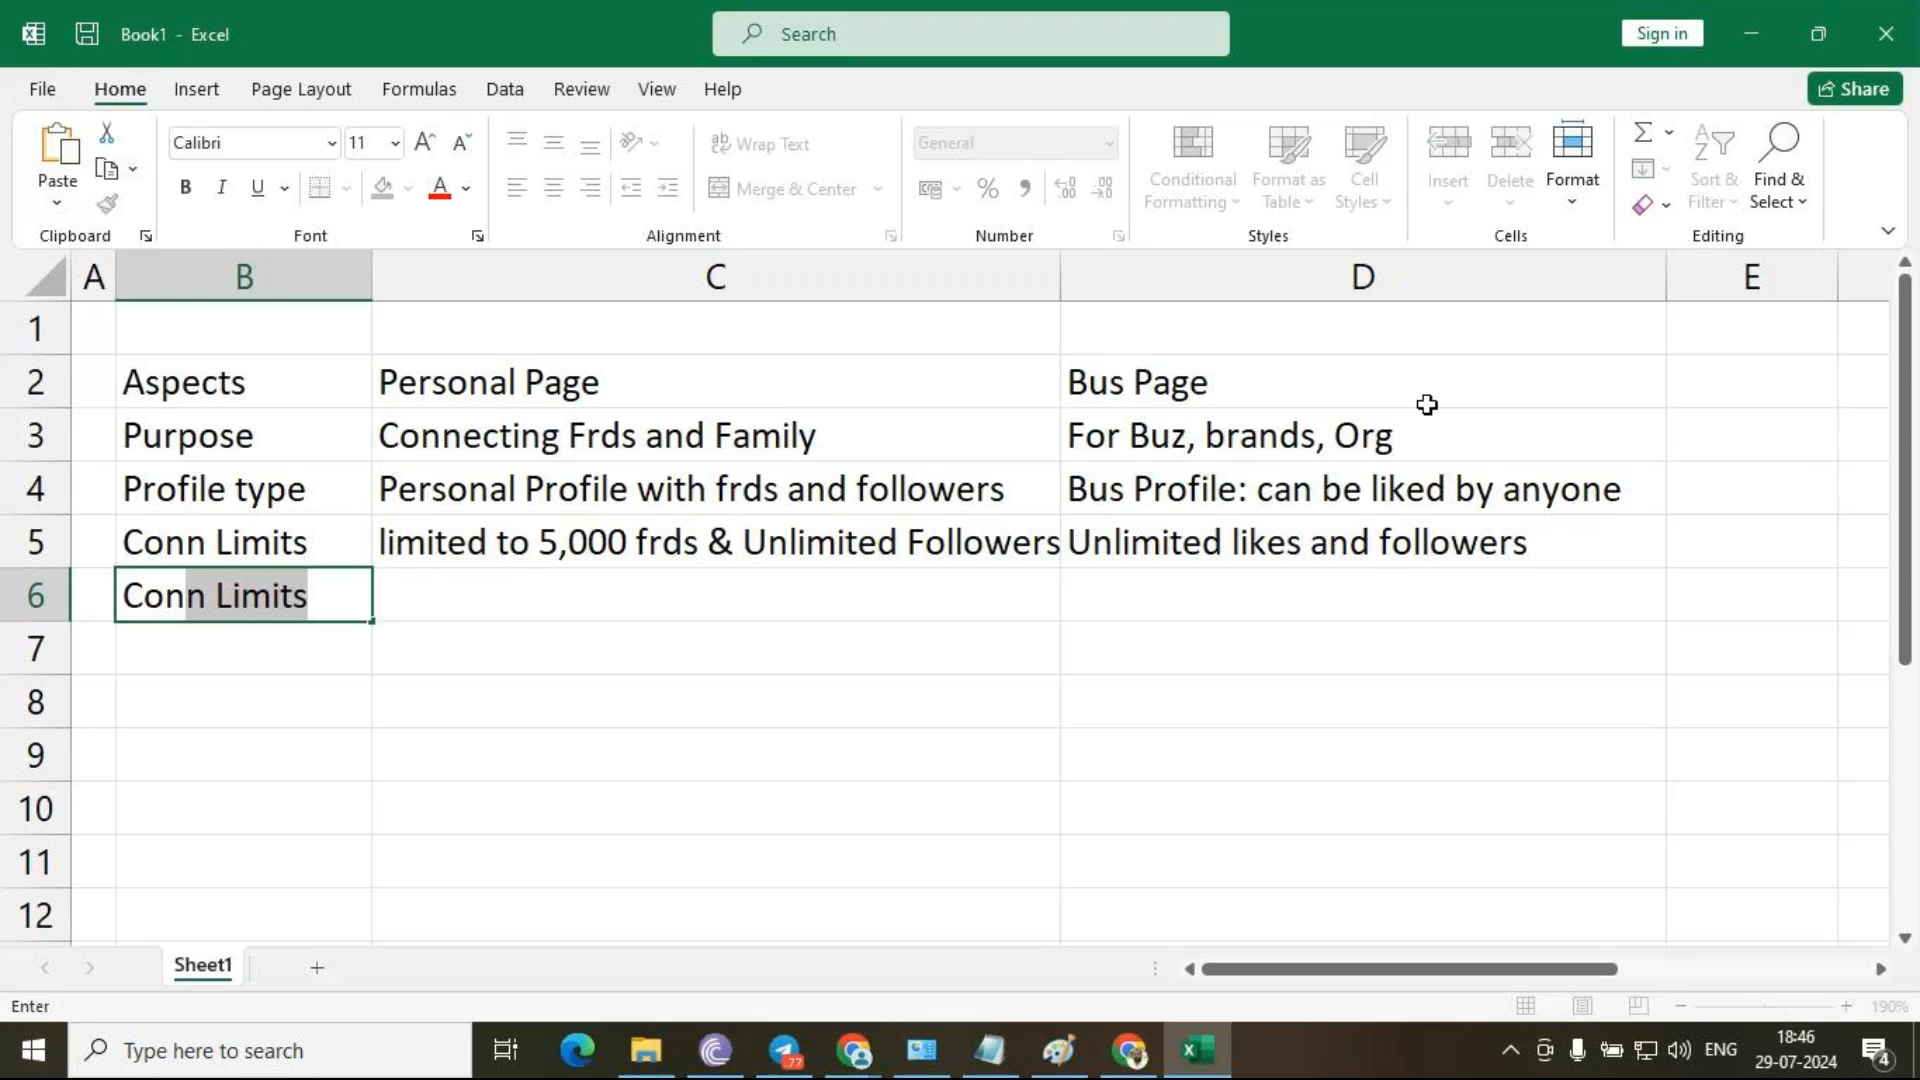 Book1 - Excel
Search
Sign in
File Home Insert Page Layout Formulas Data Review View Help
Share
Paste
Calibri 11
Wrap Text
General
Merge & Center
Conditional Formatting
Format as Table
Cell Styles
Insert
Delete
Format
Sort & Filter
Find & Select
Clipboard Font Alignment Number Styles Cells Editing
A B C D E
1
2 Aspects Personal Page Bus Page
3 Purpose Connecting Frds and Family For Buz, brands, Org
4 Profile type Personal Profile with frds and followers Bus Profile: can be liked by anyone
5 Conn Limits limited to 5,000 frds & Unlimited Followers Unlimited likes and followers
6 Conn Limits
7
8
9
10
11
12
Sheet1
Enter
190%
Type here to search
77
ENG
18:46
29-07-2024
4